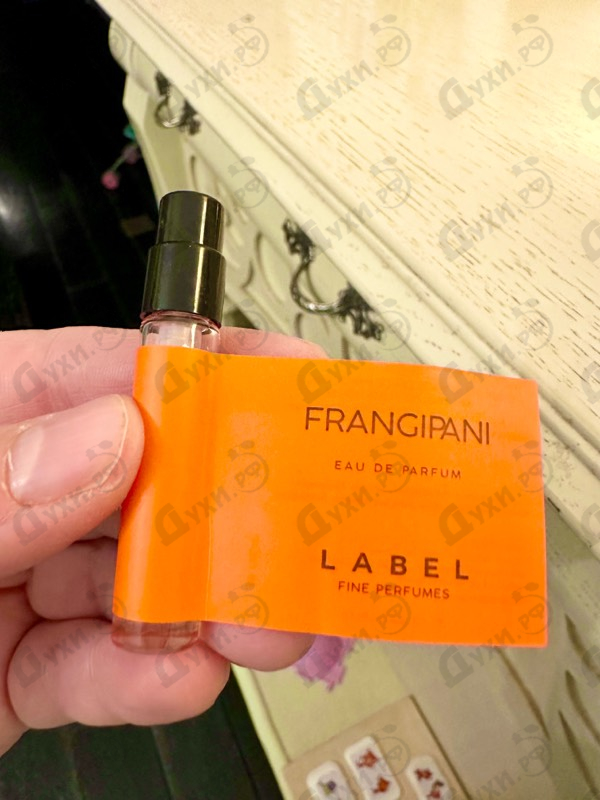 FRANGIPANI
EAU DE PARFUM
LABEL
FINE PERFUMES
Духи.РФ